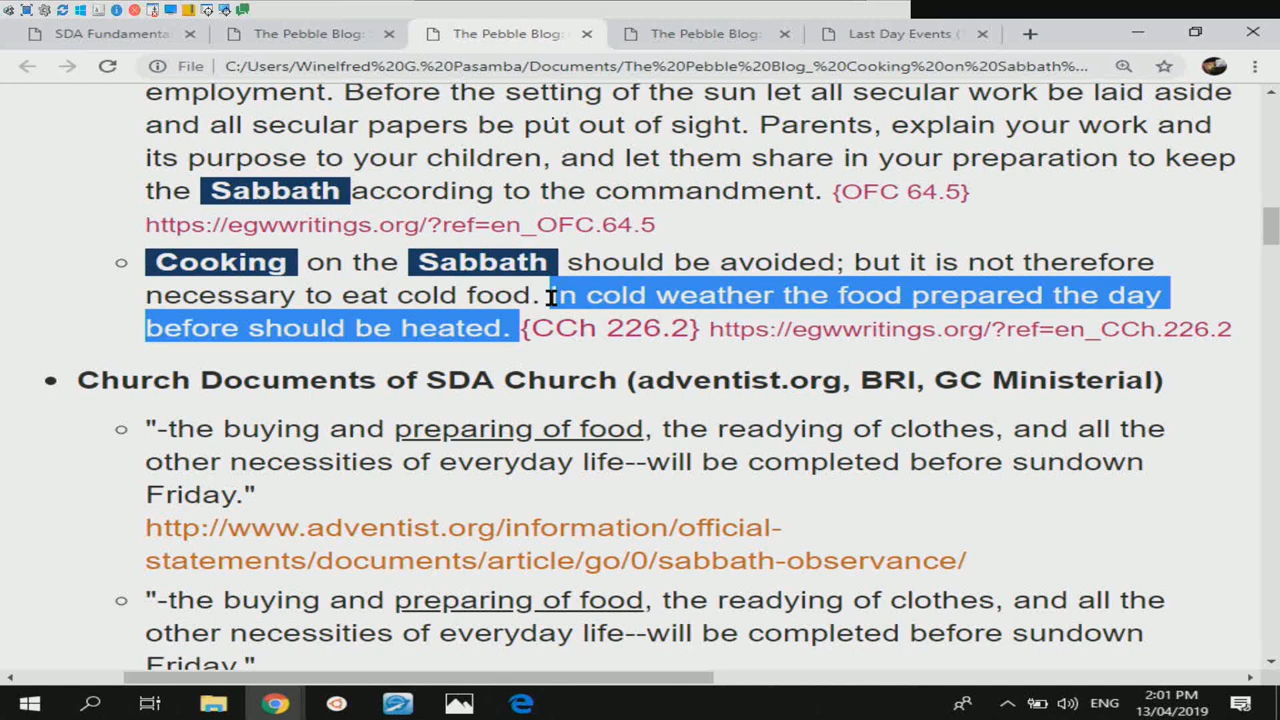 SDA Fundamenta
The Pebble Blog:
The Pebble Blog:
The Pebble Blog:
Last Day Events (
File C:/Users/Winelfred%20G.%20Pasamba/Documents/The%20Pebble%20Blog_%20Cooking%20on%20Sabbath%...
employment. Before the setting of the sun let all secular work be laid aside
and all secular papers be put out of sight. Parents, explain your work and
its purpose to your children, and let them share in your preparation to keep
the Sabbath according to the commandment. {OFC 64.5}
https://egwwritings.org/?ref=en_OFC.64.5
Cooking on the Sabbath should be avoided; but it is not therefore
necessary to eat cold food. In cold weather the food prepared the day
before should be heated. {CCh 226.2} https://egwwritings.org/?ref=en_CCh.226.2
Church Documents of SDA Church (adventist.org, BRI, GC Ministerial)
"-the buying and preparing of food, the readying of clothes, and all the
other necessities of everyday life--will be completed before sundown
Friday."
http://www.adventist.org/information/official-
statements/documents/article/go/0/sabbath-observance/
"-the buying and preparing of food, the readying of clothes, and all the
other necessities of everyday life--will be completed before sundown
Friday."
ENG
2:01 PM
13/04/2019